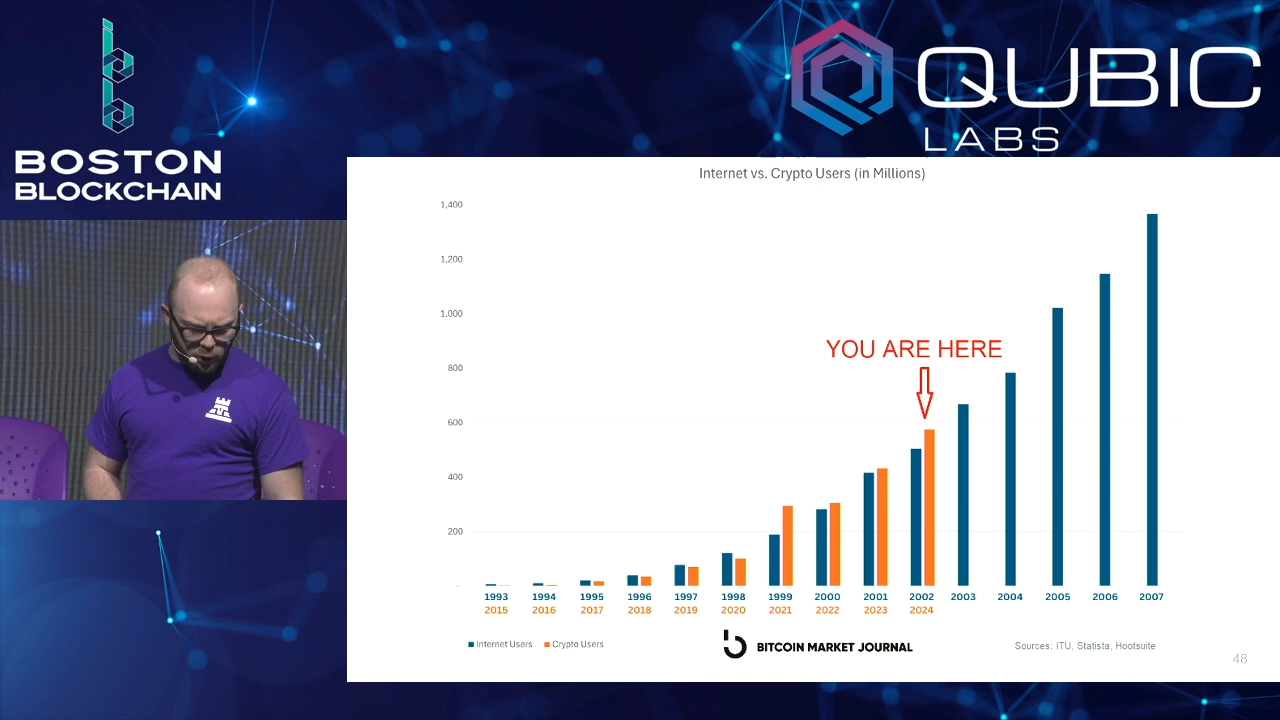 BOSTON
BLOCKCHAIN
QUBIC
LABS
Internet vs. Crypto Users (in Millions)
1,400
1,200
1,000
800
600
400
200
-
YOU ARE HERE
1993 1994 1995 1996 1997 1998 1999 2000 2001 2002 2003 2004 2005 2006 2007
2015 2016 2017 2018 2019 2020 2021 2022 2023 2024
Internet Users Crypto Users
BITCOIN MARKET JOURNAL
Sources: ITU, Statista, Hootsuite
48